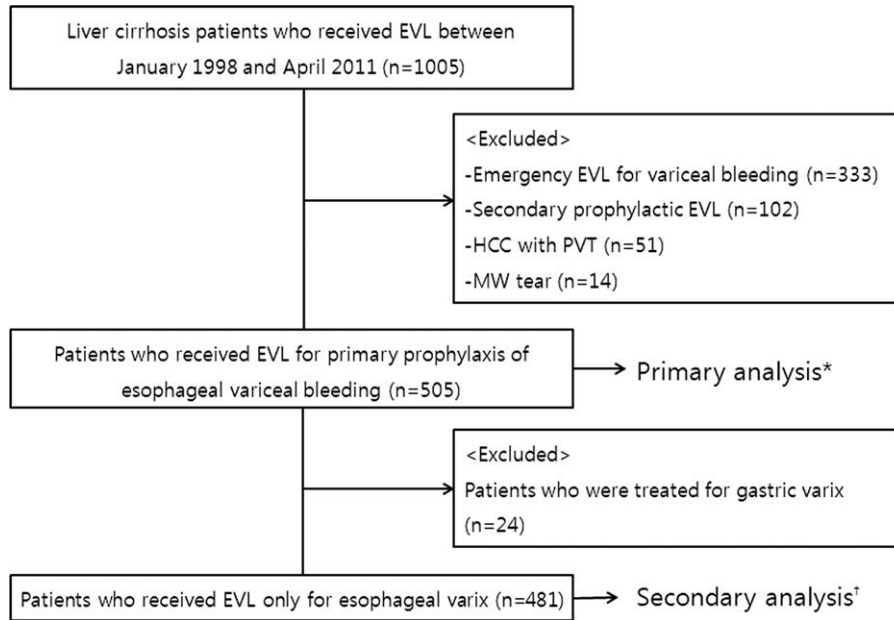 Liver cirrhosis patients who received EVL between
January 1998 and April 2011 (n=1005)
<Excluded>
-Emergency EVL for variceal bleeding (n=333)
-Secondary prophylactic EVL (n=102)
-HCC with PVT (n=51)
-MW tear (n=14)
Patients who received EVL for primary prophylaxis of
esophageal variceal bleeding (n=505)
Primary analysis*
<Excluded>
Patients who were treated for gastric varix
(n=24)
Patients who received EVL only for esophageal varix (n=481)
Secondary analysis†